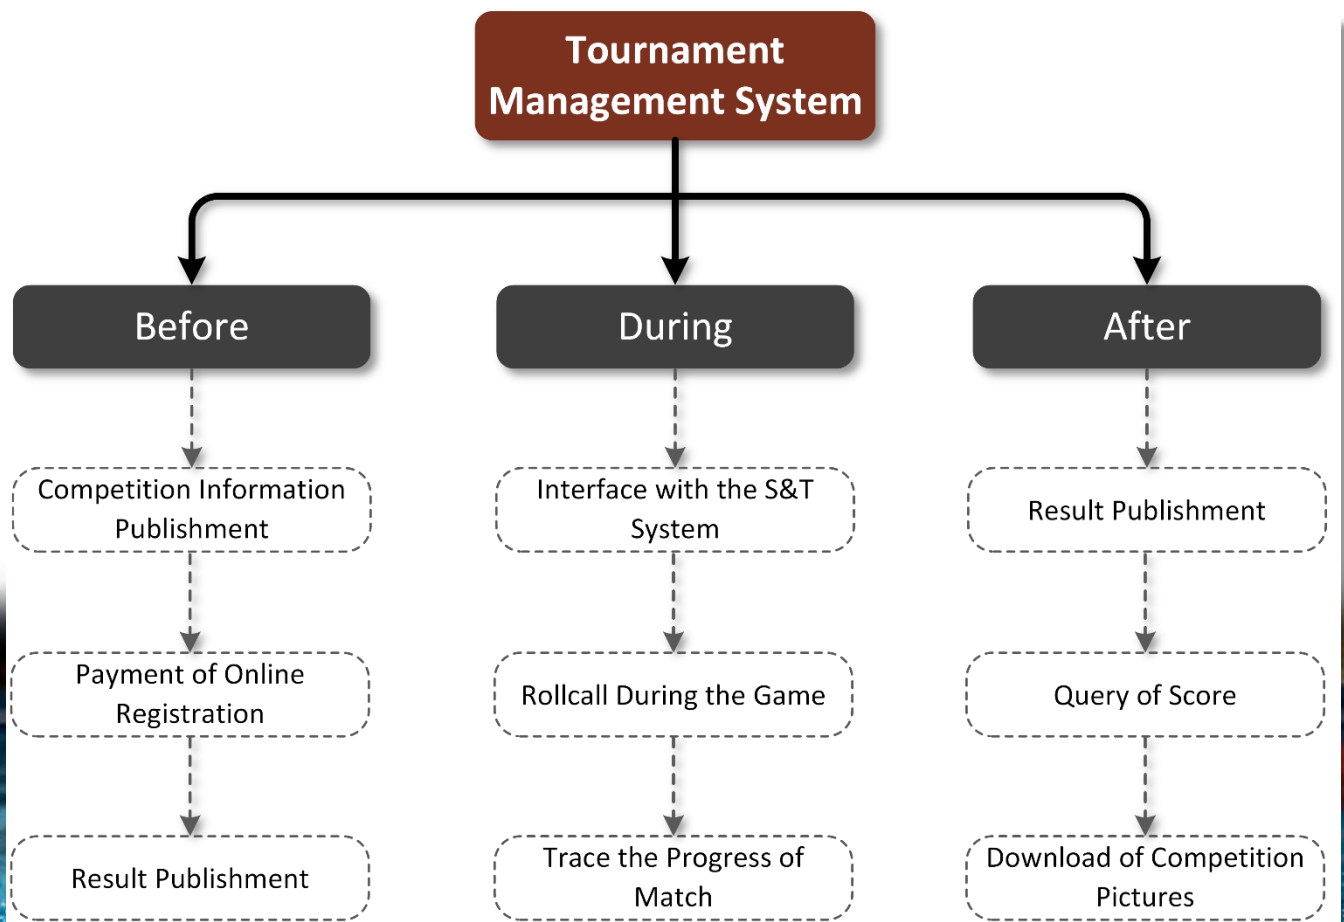 Tournament
Management System
Before
During
After
Competition Information
Publishment
Interface with the S&T
System
Result Publishment
Payment of Online
Registration
Rollcall During the Game
Query of Score
Result Publishment
Trace the Progress of
Match
Download of Competition
Pictures